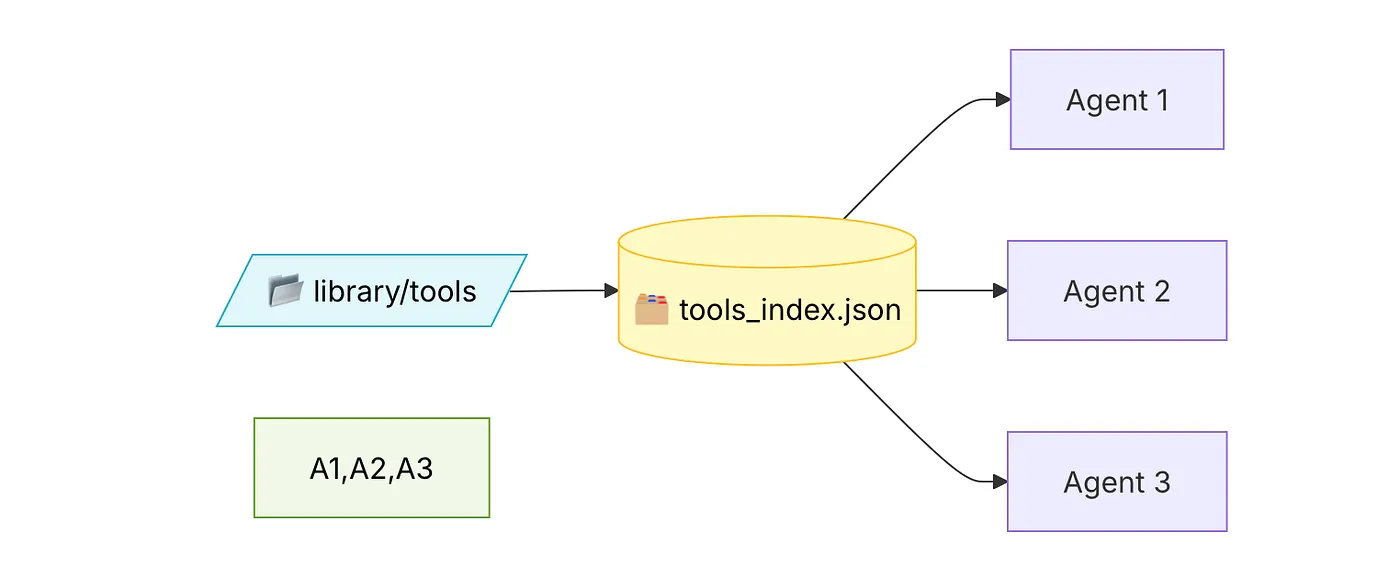 Agent 1
library/tools
tools_index.json
Agent 2
A1,A2,A3
Agent 3